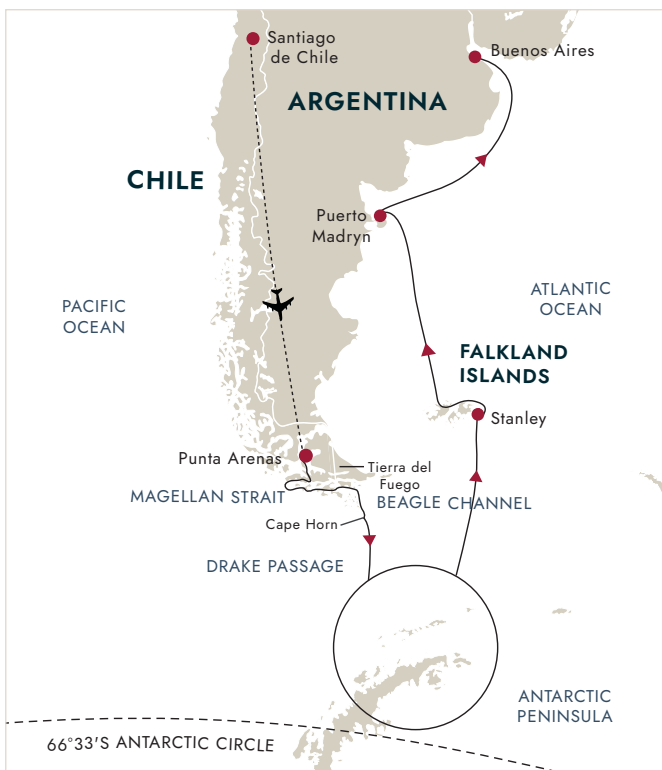 Santiago
de Chile
Buenos Aires
ARGENTINA
CHILE
Puerto
Madryn
PACIFIC
OCEAN
ATLANTIC
OCEAN
FALKLAND
ISLANDS
Stanley
Punta Arenas
Tierra del
Fuego
MAGELLAN STRAIT
BEAGLE CHANNEL
Cape Horn
DRAKE PASSAGE
ANTARCTIC
PENINSULA
66°33'S ANTARCTIC CIRCLE